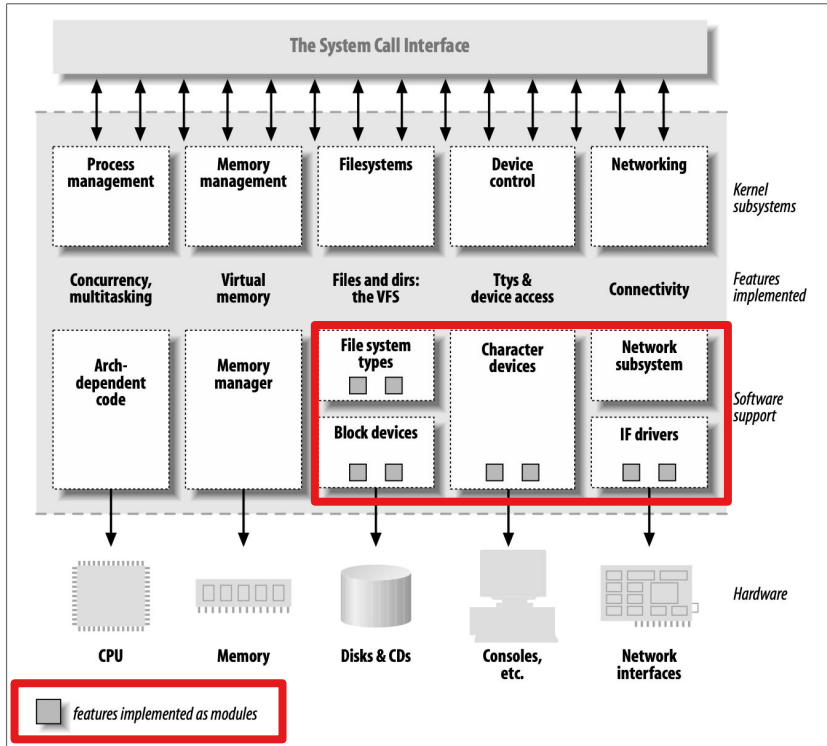 The System Call Interface
Process
management
Memory
management
Filesystems
Device
control
Networking
Kernel
subsystems
Concurrency,
multitasking
Virtual
memory
Files and dirs:
the VFS
Ttys &
device access
Connectivity
Features
implemented
Arch-
dependent
code
Memory
manager
File system
types
Block devices
Character
devices
Network
subsystem
IF drivers
Software
support
Hardware
CPU
Memory
Disks & CDs
Consoles,
etc.
Network
interfaces
features implemented as modules